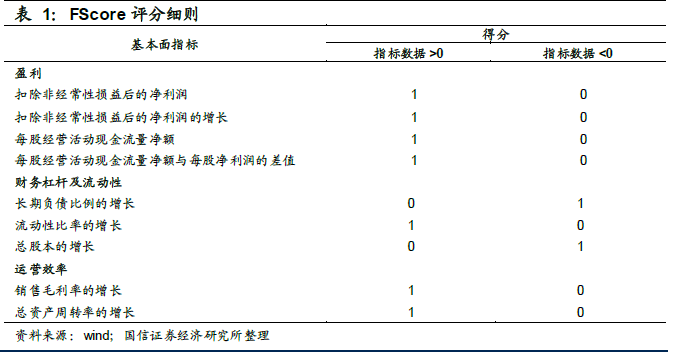 表 1: FScore 评分细则
基本面指标 得分
指标数据 >0 指标数据 <0
盈利
扣除非经常性损益后的净利润 1 0
扣除非经常性损益后的净利润的增长 1 0
每股经营活动现金流量净额 1 0
每股经营活动现金流量净额与每股净利润的差值 1 0
财务杠杆及流动性
长期负债比例的增长 0 1
流动性比率的增长 1 0
总股本的增长 0 1
运营效率
销售毛利率的增长 1 0
总资产周转率的增长 1 0
资料来源: wind; 国信证券经济研究所整理